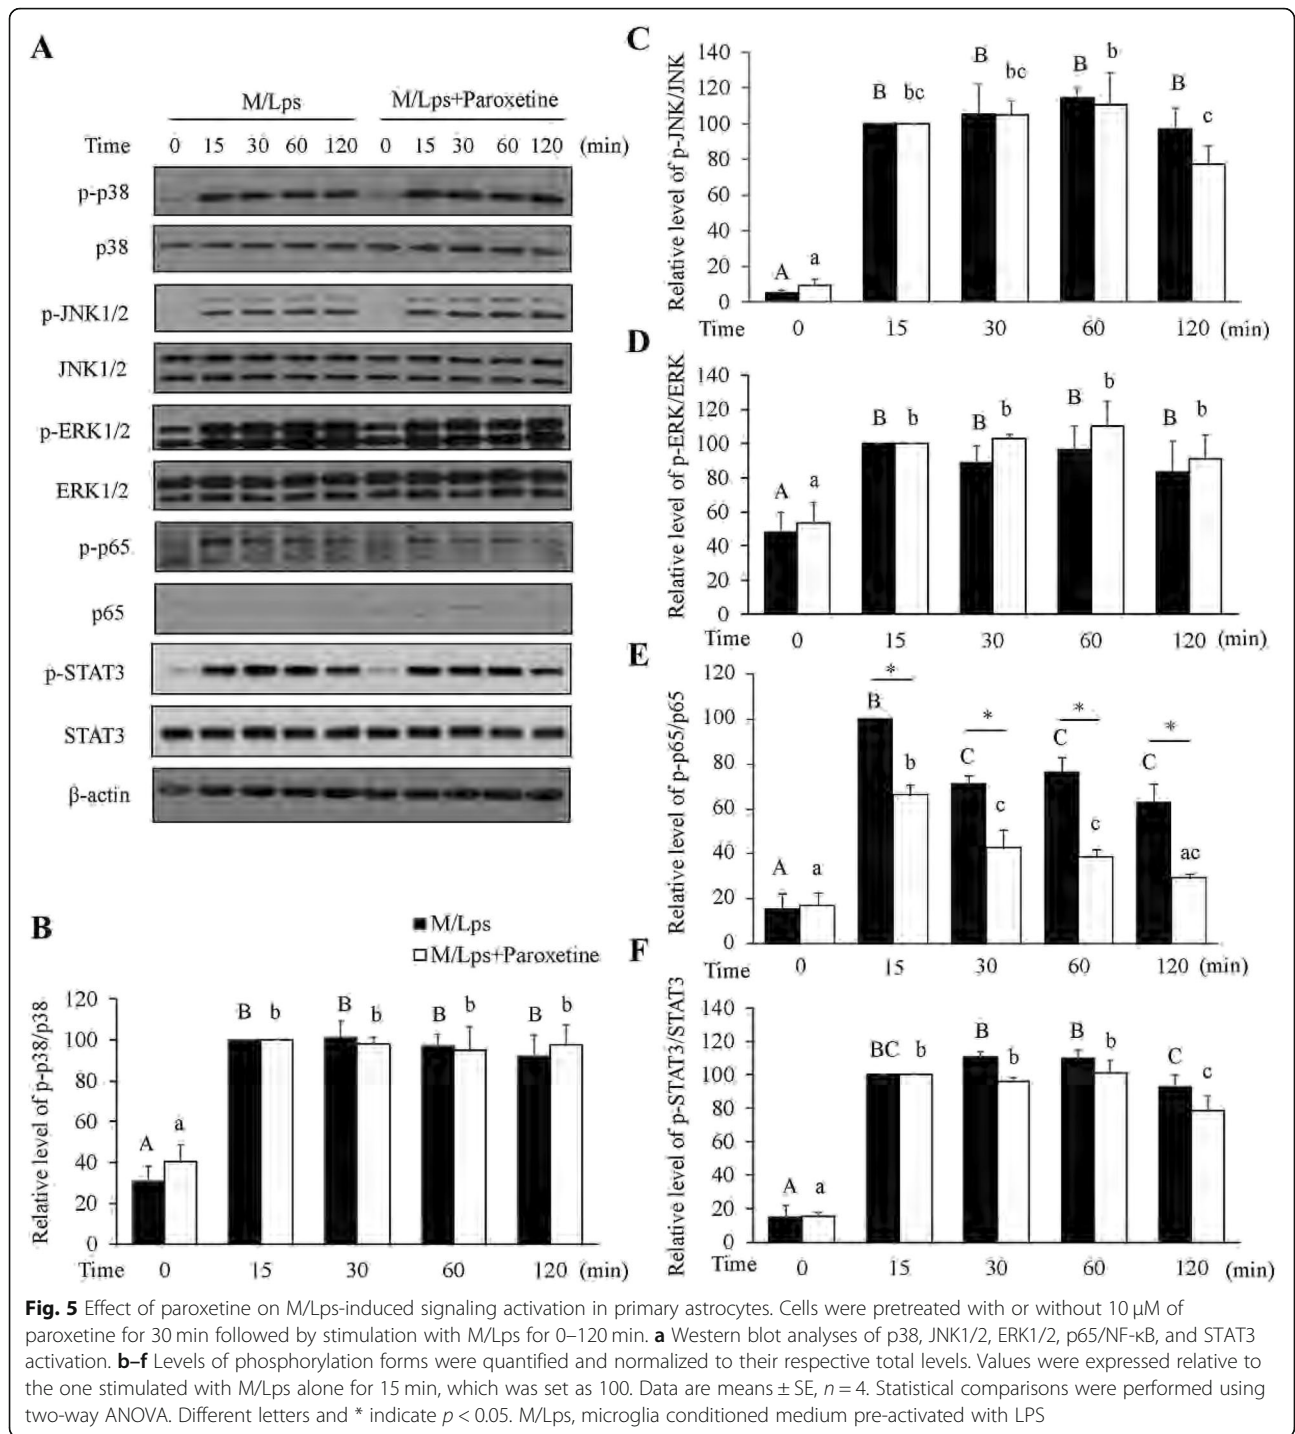 A
M/Lps M/Lps+Paroxetine
Time 0 15 30 60 120 0 15 30 60 120 (min)
p-p38
p38
p-JNK1/2
JNK1/2
p-ERK1/2
ERK1/2
p-p65
p65
p-STAT3
STAT3
β-actin
B
M/Lps
M/Lps+Paroxetine
Relative level of p-p38/p38
120
100
80
60
40
20
0
A a B b B b B b B b
Time 0 15 30 60 120 (min)
C
Relative level of p-JNK/JNK
140
120
100
80
60
40
20
0
A a B bc B bc B b B c
Time 0 15 30 60 120 (min)
D
Relative level of p-ERK/ERK
140
120
100
80
60
40
20
0
A a B b B b B b B b
Time 0 15 30 60 120 (min)
E
Relative level of p-p65/p65
120
100
80
60
40
20
0
* * * *
A a B b C c C c C ac
Time 0 15 30 60 120 (min)
F
Relative level of p-STAT3/STAT3
140
120
100
80
60
40
20
0
A a BC b B b B b C c
Time 0 15 30 60 120 (min)
Fig. 5 Effect of paroxetine on M/Lps-induced signaling activation in primary astrocytes. Cells were pretreated with or without 10 μM of
paroxetine for 30 min followed by stimulation with M/Lps for 0–120 min. a Western blot analyses of p38, JNK1/2, ERK1/2, p65/NF-κB, and STAT3
activation. b–f Levels of phosphorylation forms were quantified and normalized to their respective total levels. Values were expressed relative to
the one stimulated with M/Lps alone for 15 min, which was set as 100. Data are means ± SE, n = 4. Statistical comparisons were performed using
two-way ANOVA. Different letters and * indicate p < 0.05. M/Lps, microglia conditioned medium pre-activated with LPS